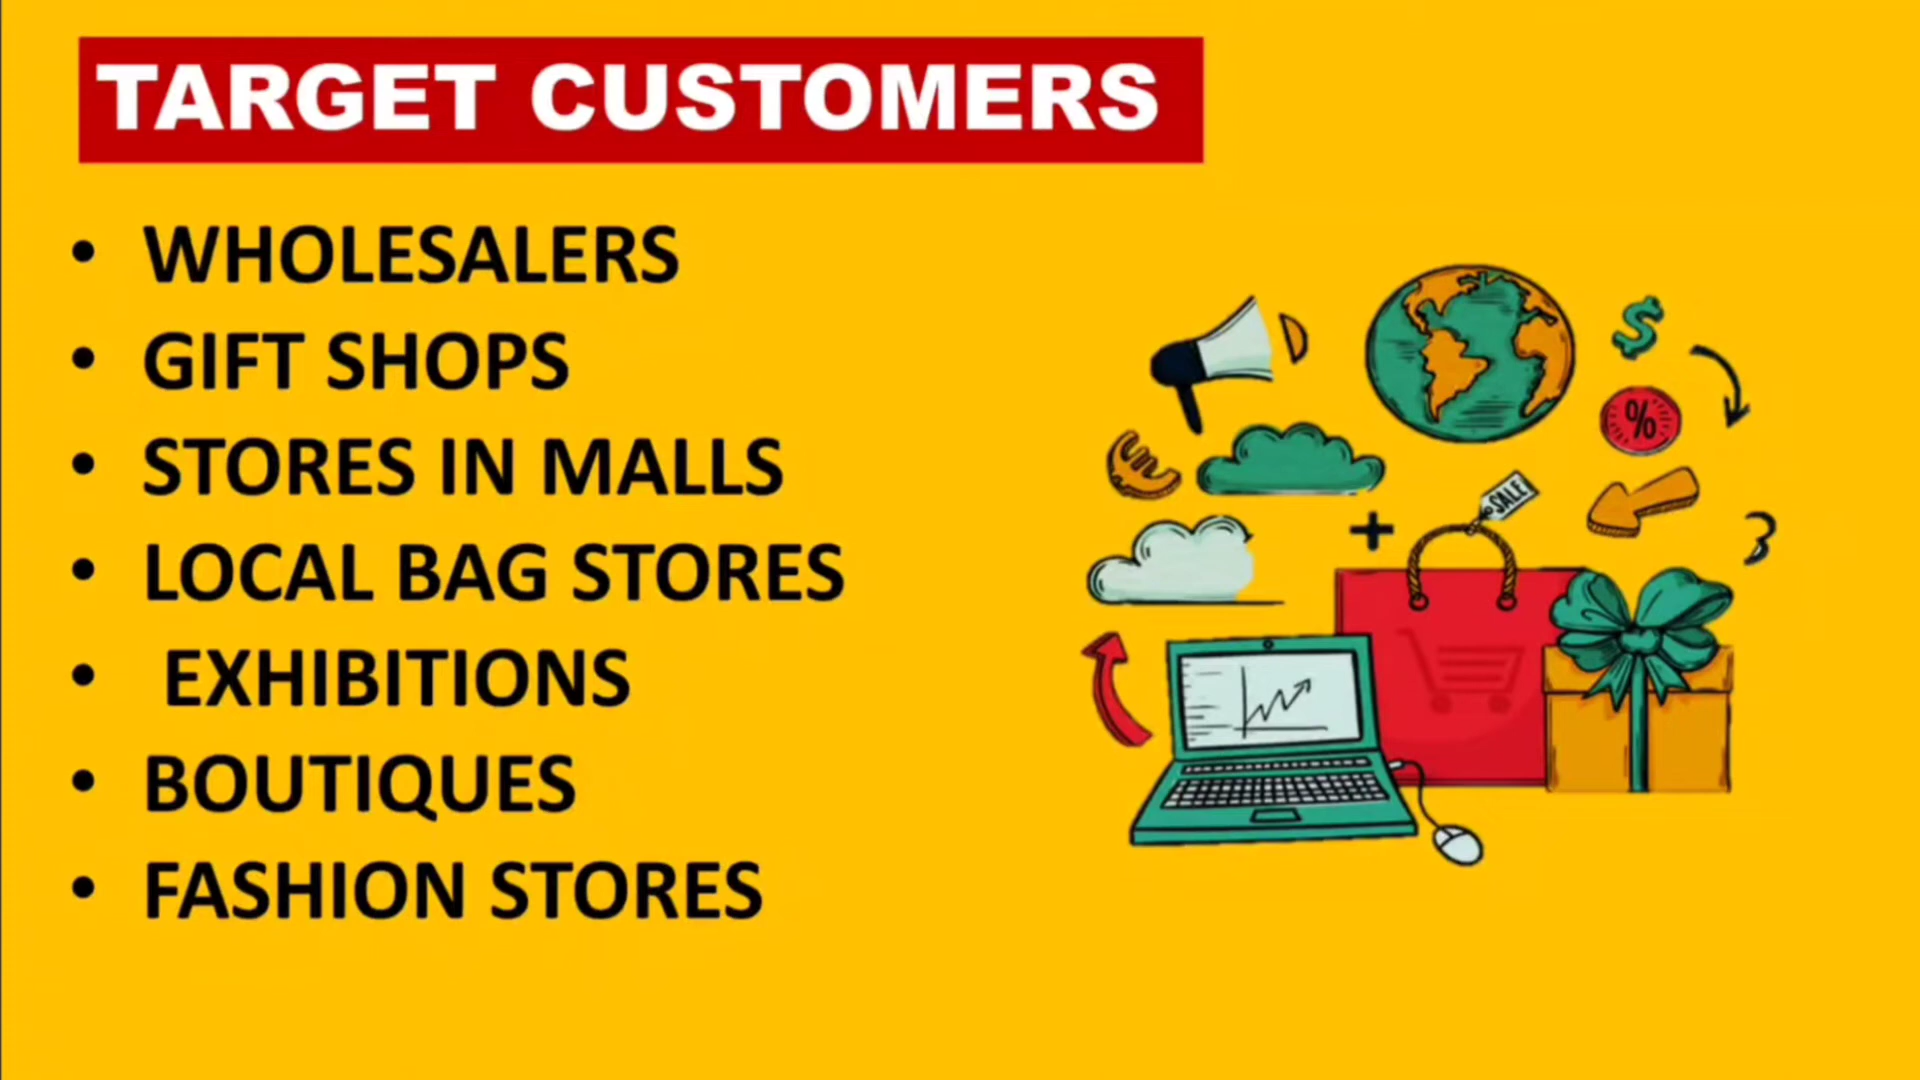 TARGET CUSTOMERS
• WHOLESALERS
• GIFT SHOPS
• STORES IN MALLS
• LOCAL BAG STORES
• EXHIBITIONS
• BOUTIQUES
• FASHION STORES
$
%
€
SALE
+